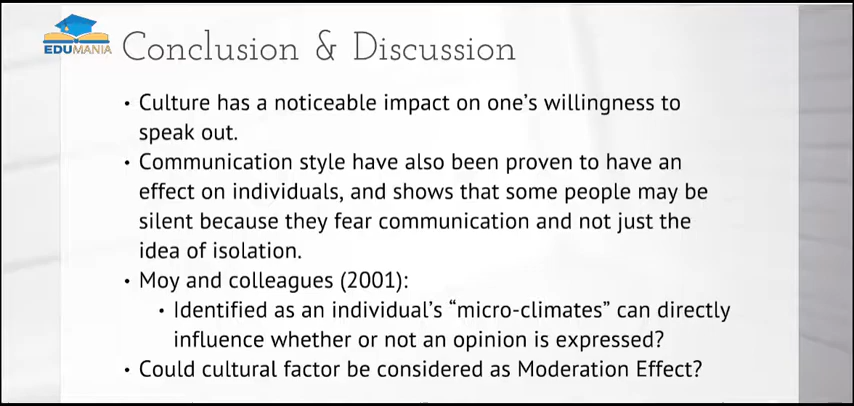 EDUMANIA
Conclusion & Discussion
• Culture has a noticeable impact on one's willingness to
speak out.
• Communication style have also been proven to have an
effect on individuals, and shows that some people may be
silent because they fear communication and not just the
idea of isolation.
• Moy and colleagues (2001):
• Identified as an individual's “micro-climates” can directly
influence whether or not an opinion is expressed?
• Could cultural factor be considered as Moderation Effect?